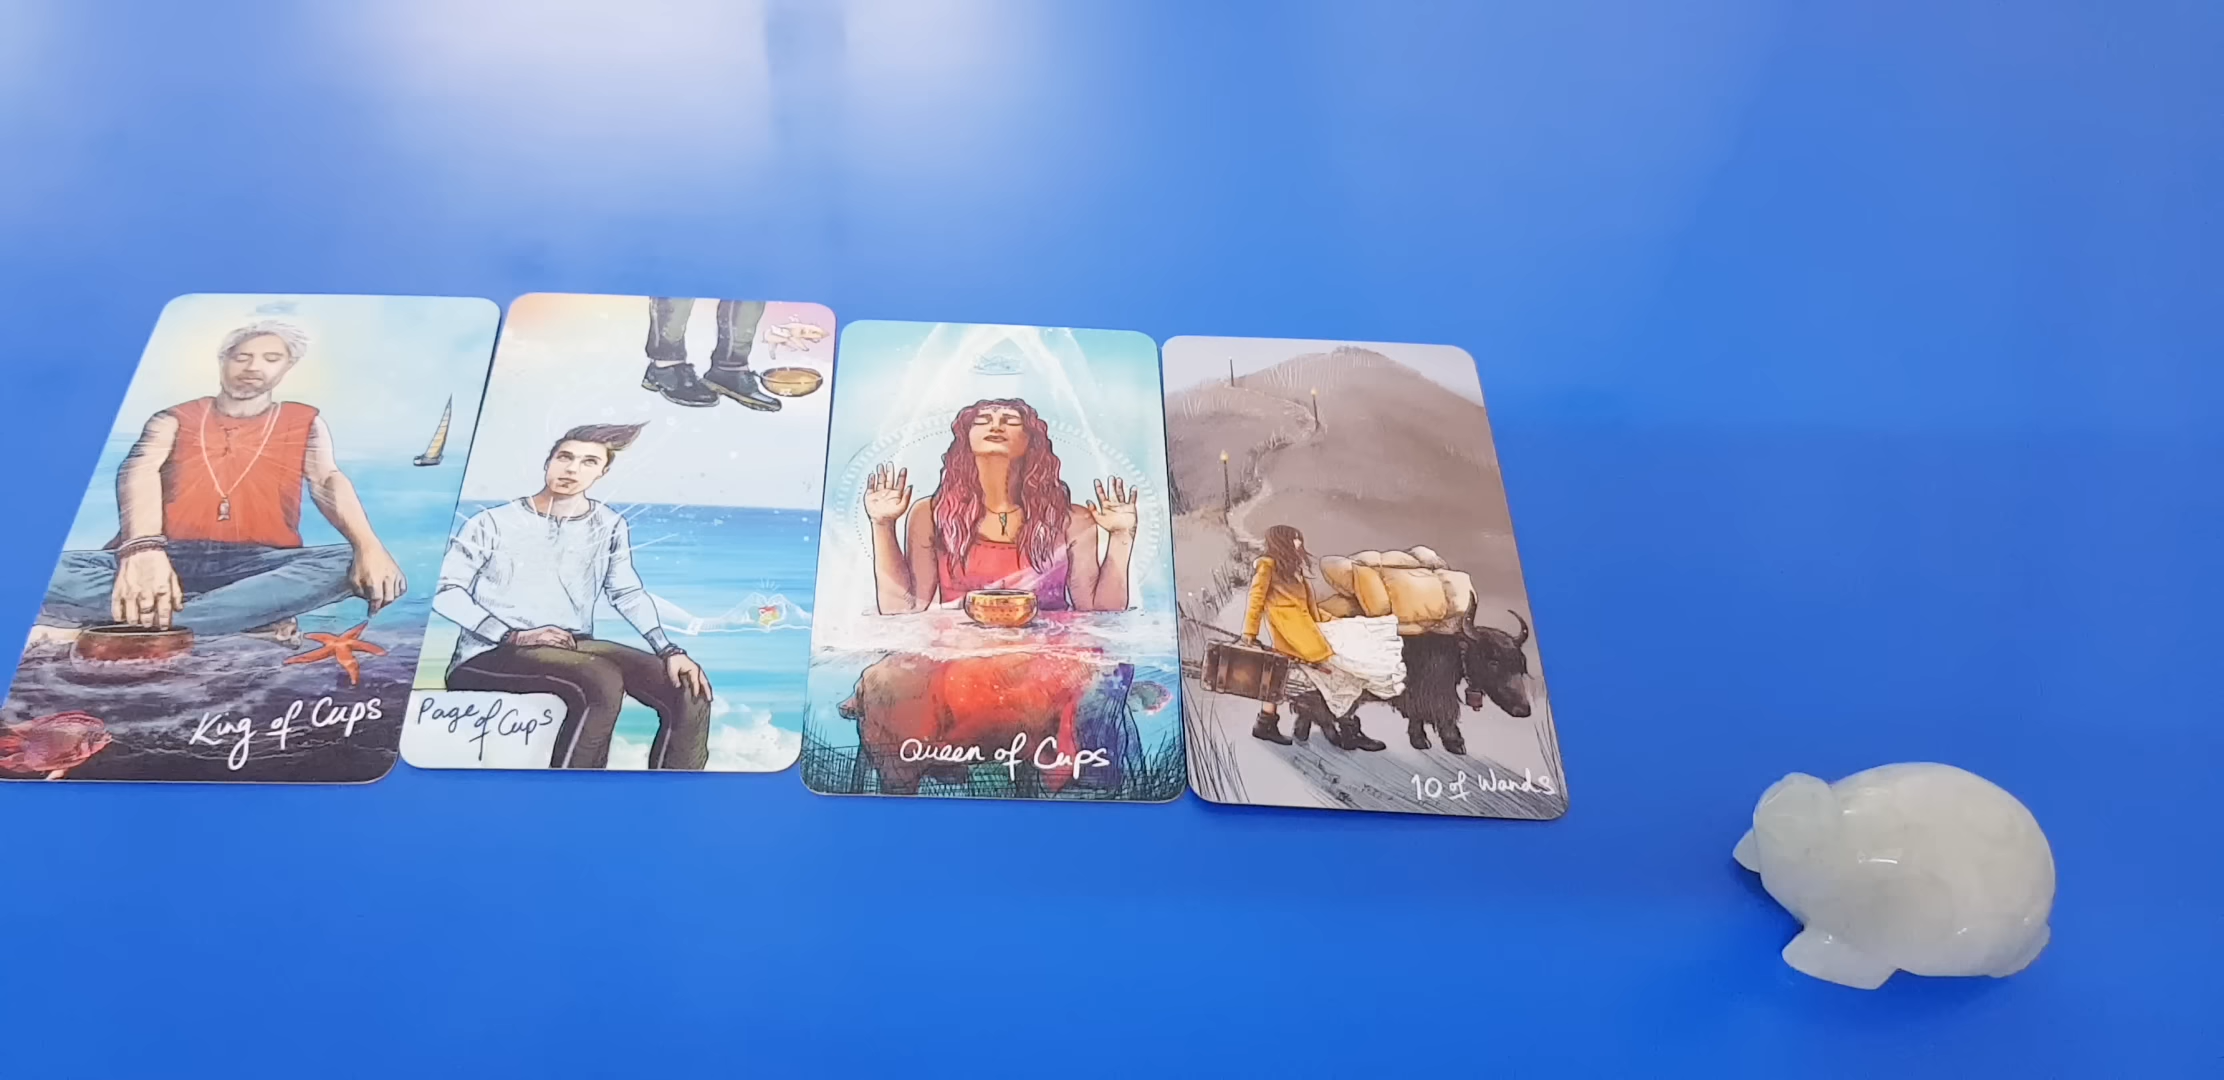 King of Cups
Page of Cups
Queen of Cups
10 of Wands